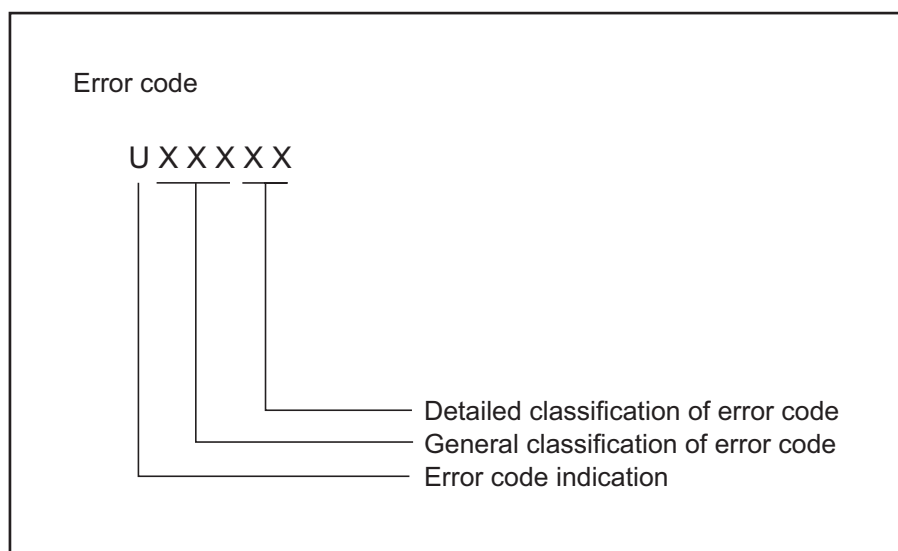 Error code
U X X X X X
Detailed classification of error code
General classification of error code
Error code indication